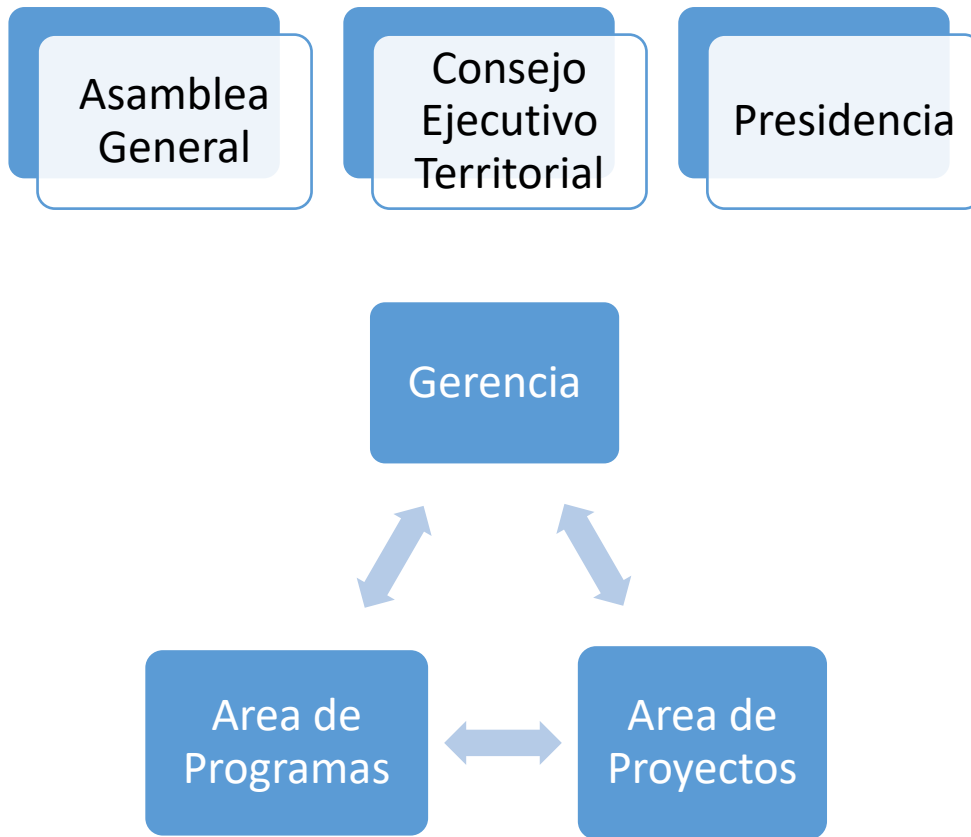 Asamblea
General
Consejo
Ejecutivo
Territorial
Presidencia
Gerencia
Area de
Programas
Area de
Proyectos